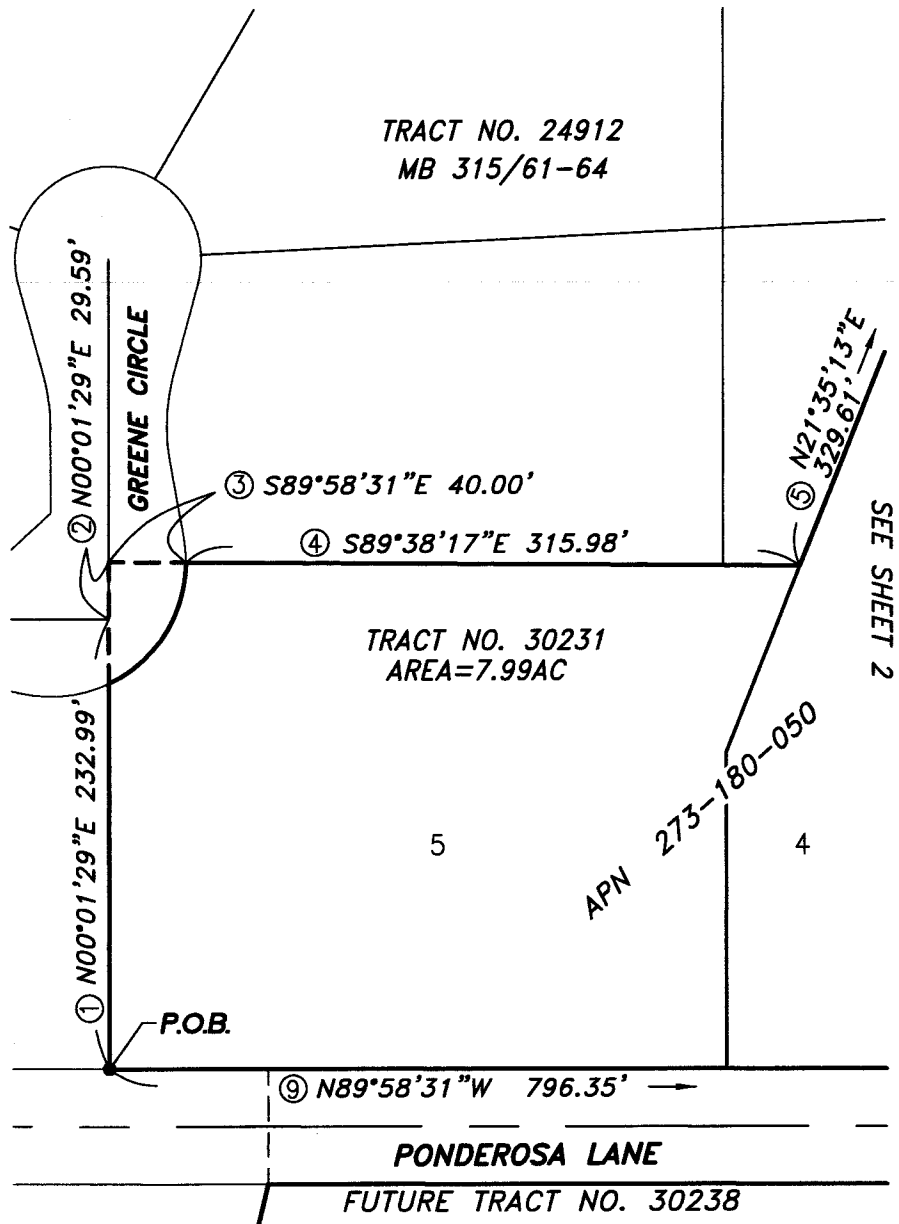 TRACT NO. 24912
MB 315/61-64
② N00°01'29"E 29.59'
GREENE CIRCLE
N21°35'13"E
⑤ 329.61'
③ S89°58'31"E 40.00'
④ S89°38'17"E 315.98'
SEE SHEET 2
TRACT NO. 30231
AREA=7.99AC
① N00°01'29"E 232.99'
APN 273-180-050
5
4
P.O.B.
⑨ N89°58'31"W 796.35'
PONDEROSA LANE
FUTURE TRACT NO. 30238